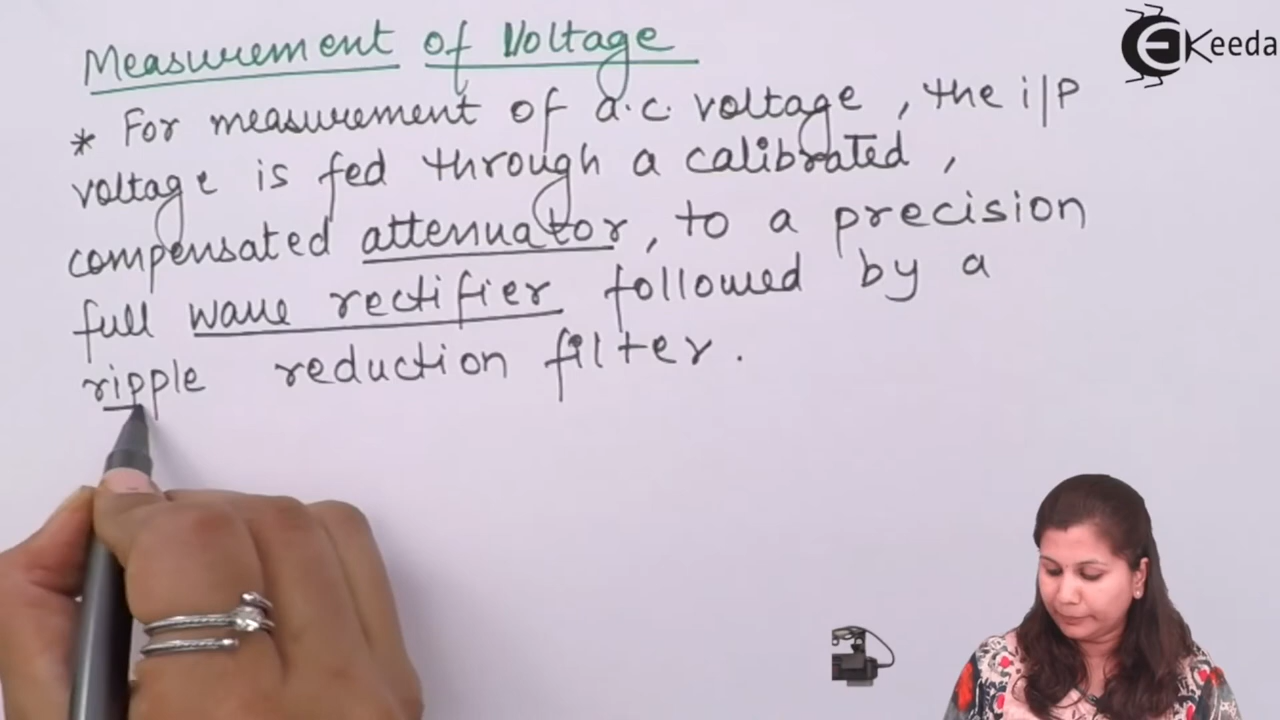 Measurement of Voltage
Keeda
* For measurement of a.c. voltage, the i/p
voltage is fed through a calibrated,
compensated attenuator, to a precision
full wave rectifier followed by a
ripple reduction filter.